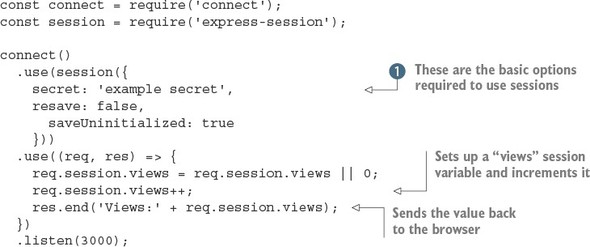 const connect = require('connect');
const session = require('express-session');
connect()
  .use(session({
    secret: 'example secret',
    resave: false,
      saveUninitialized: true
    }))
  .use((req, res) => {
    req.session.views = req.session.views || 0;
    req.session.views++;
    res.end('Views:' + req.session.views);
  })
  .listen(3000);
1 These are the basic options
required to use sessions
Sets up a “views” session
variable and increments it
Sends the value back
to the browser